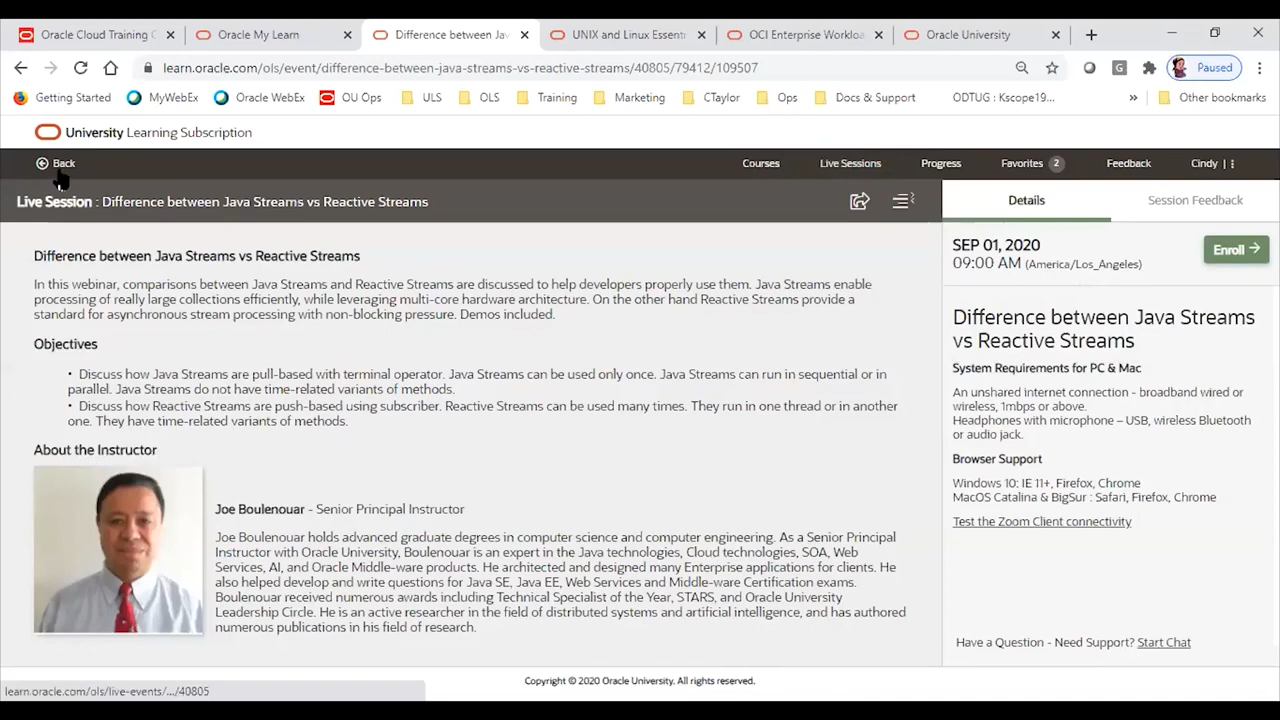 Oracle Cloud Training C
Oracle My Learn
Difference between Jav
UNIX and Linux Essenti
OCI Enterprise Workloa
Oracle University
learn.oracle.com/ols/event/difference-between-java-streams-vs-reactive-streams/40805/79412/109507
Paused
Getting Started
MyWebEx
Oracle WebEx
OU Ops
ULS
OLS
Training
Marketing
CTaylor
Ops
Docs & Support
ODTUG : Kscope19...
»
Other bookmarks
University Learning Subscription
Back
Courses
Live Sessions
Progress
Favorites 2
Feedback
Cindy
Live Session : Difference between Java Streams vs Reactive Streams
Details
Session Feedback
Difference between Java Streams vs Reactive Streams
In this webinar, comparisons between Java Streams and Reactive Streams are discussed to help developers properly use them. Java Streams enable
processing of really large collections efficiently, while leveraging multi-core hardware architecture. On the other hand Reactive Streams provide a
standard for asynchronous stream processing with non-blocking pressure. Demos included.
Objectives
• Discuss how Java Streams are pull-based with terminal operator. Java Streams can be used only once. Java Streams can run in sequential or in
parallel. Java Streams do not have time-related variants of methods.
• Discuss how Reactive Streams are push-based using subscriber. Reactive Streams can be used many times. They run in one thread or in another
one. They have time-related variants of methods.
About the Instructor
Joe Boulenouar - Senior Principal Instructor
Joe Boulenouar holds advanced graduate degrees in computer science and computer engineering. As a Senior Principal
Instructor with Oracle University, Boulenouar is an expert in the Java technologies, Cloud technologies, SOA, Web
Services, AI, and Oracle Middle-ware products. He architected and designed many Enterprise applications for clients. He
also helped develop and write questions for Java SE, Java EE, Web Services and Middle-ware Certification exams.
Boulenouar received numerous awards including Technical Specialist of the Year, STARS, and Oracle University
Leadership Circle. He is an active researcher in the field of distributed systems and artificial intelligence, and has authored
numerous publications in his field of research.
SEP 01, 2020
09:00 AM (America/Los_Angeles)
Enroll
Difference between Java Streams
vs Reactive Streams
System Requirements for PC & Mac
An unshared internet connection - broadband wired or
wireless, 1mbps or above.
Headphones with microphone – USB, wireless Bluetooth
or audio jack.
Browser Support
Windows 10: IE 11+, Firefox, Chrome
MacOS Catalina & BigSur : Safari, Firefox, Chrome
Test the Zoom Client connectivity
Have a Question - Need Support? Start Chat
Copyright © 2020 Oracle University. All rights reserved.
learn.oracle.com/ols/live-events/.../40805